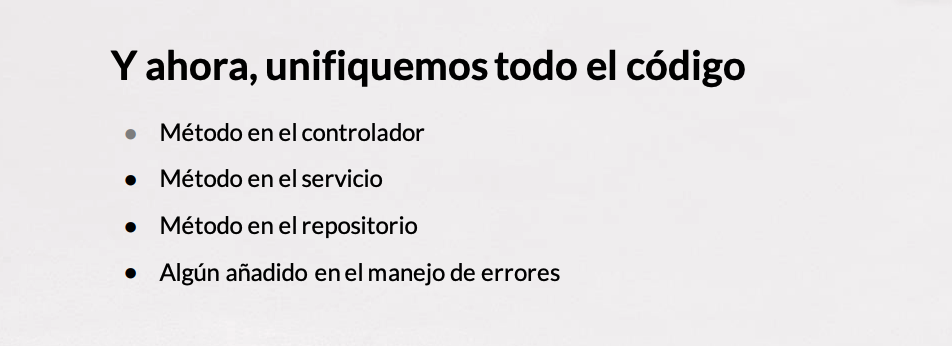 Y ahora, unifiquemos todo el código
● Método en el controlador
● Método en el servicio
● Método en el repositorio
● Algún añadido en el manejo de errores